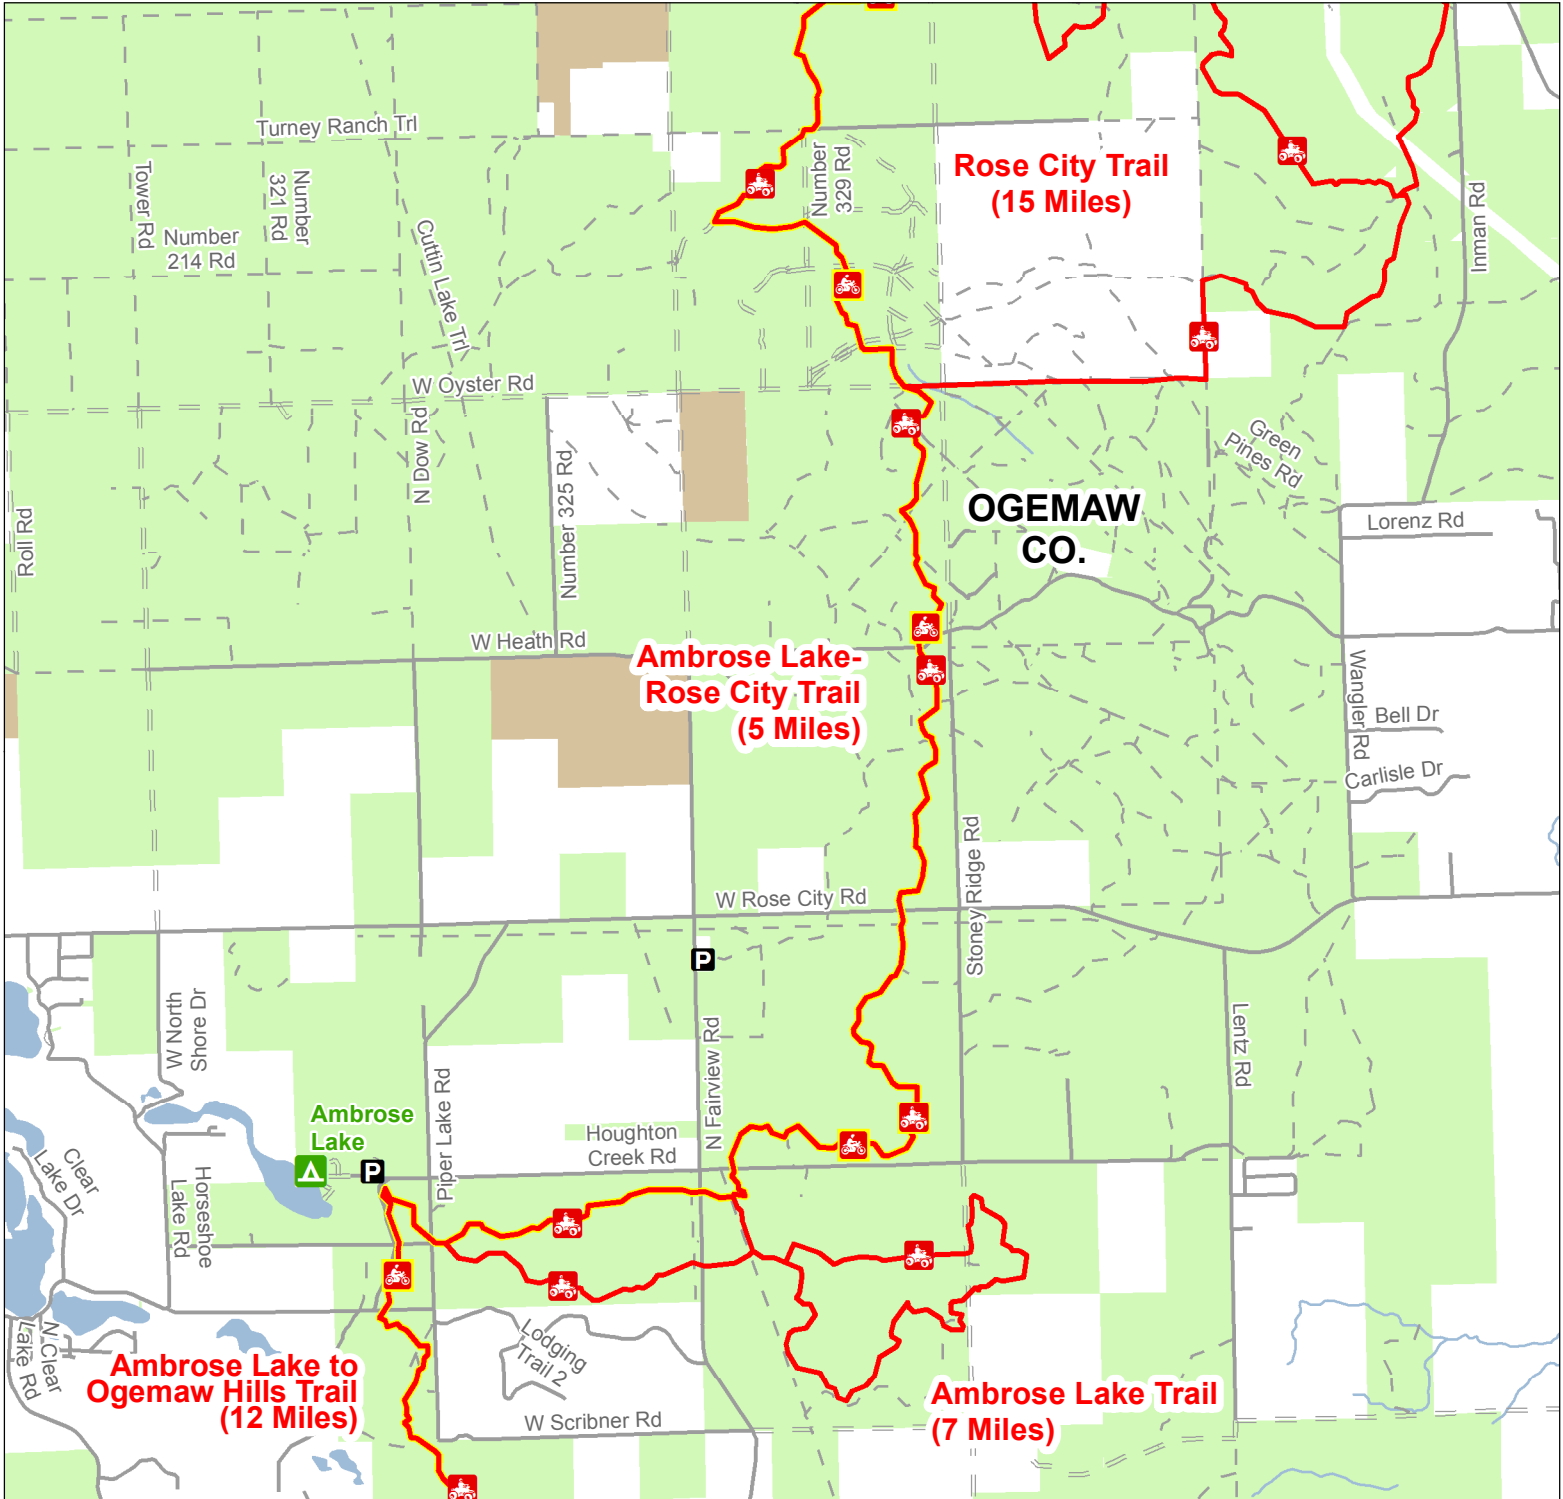 Turney Ranch Trl
Number
329 Rd
Rose City Trail
(15 Miles)
Tower Rd
Number
321 Rd
Number
214 Rd
Cuttin Lake Trl
Inman Rd
W Oyster Rd
N Dow Rd
Number 325 Rd
Green
Pines Rd
OGEMAW
CO.
Lorenz Rd
Roll Rd
W Heath Rd
Ambrose Lake-
Rose City Trail
(5 Miles)
Wangler Rd
Bell Dr
Carlisle Dr
Stoney Ridge Rd
W Rose City Rd
P
W North
Shore Dr
N Fairview Rd
Lentz Rd
Piper Lake Rd
Ambrose
Lake
P
Houghton
Creek Rd
Clear
Lake Dr
Horseshoe
Lake Rd
N Clear
Lake Rd
Lodging
Trail 2
Ambrose Lake to
Ogemaw Hills Trail
(12 Miles)
W Scribner Rd
Ambrose Lake Trail
(7 Miles)